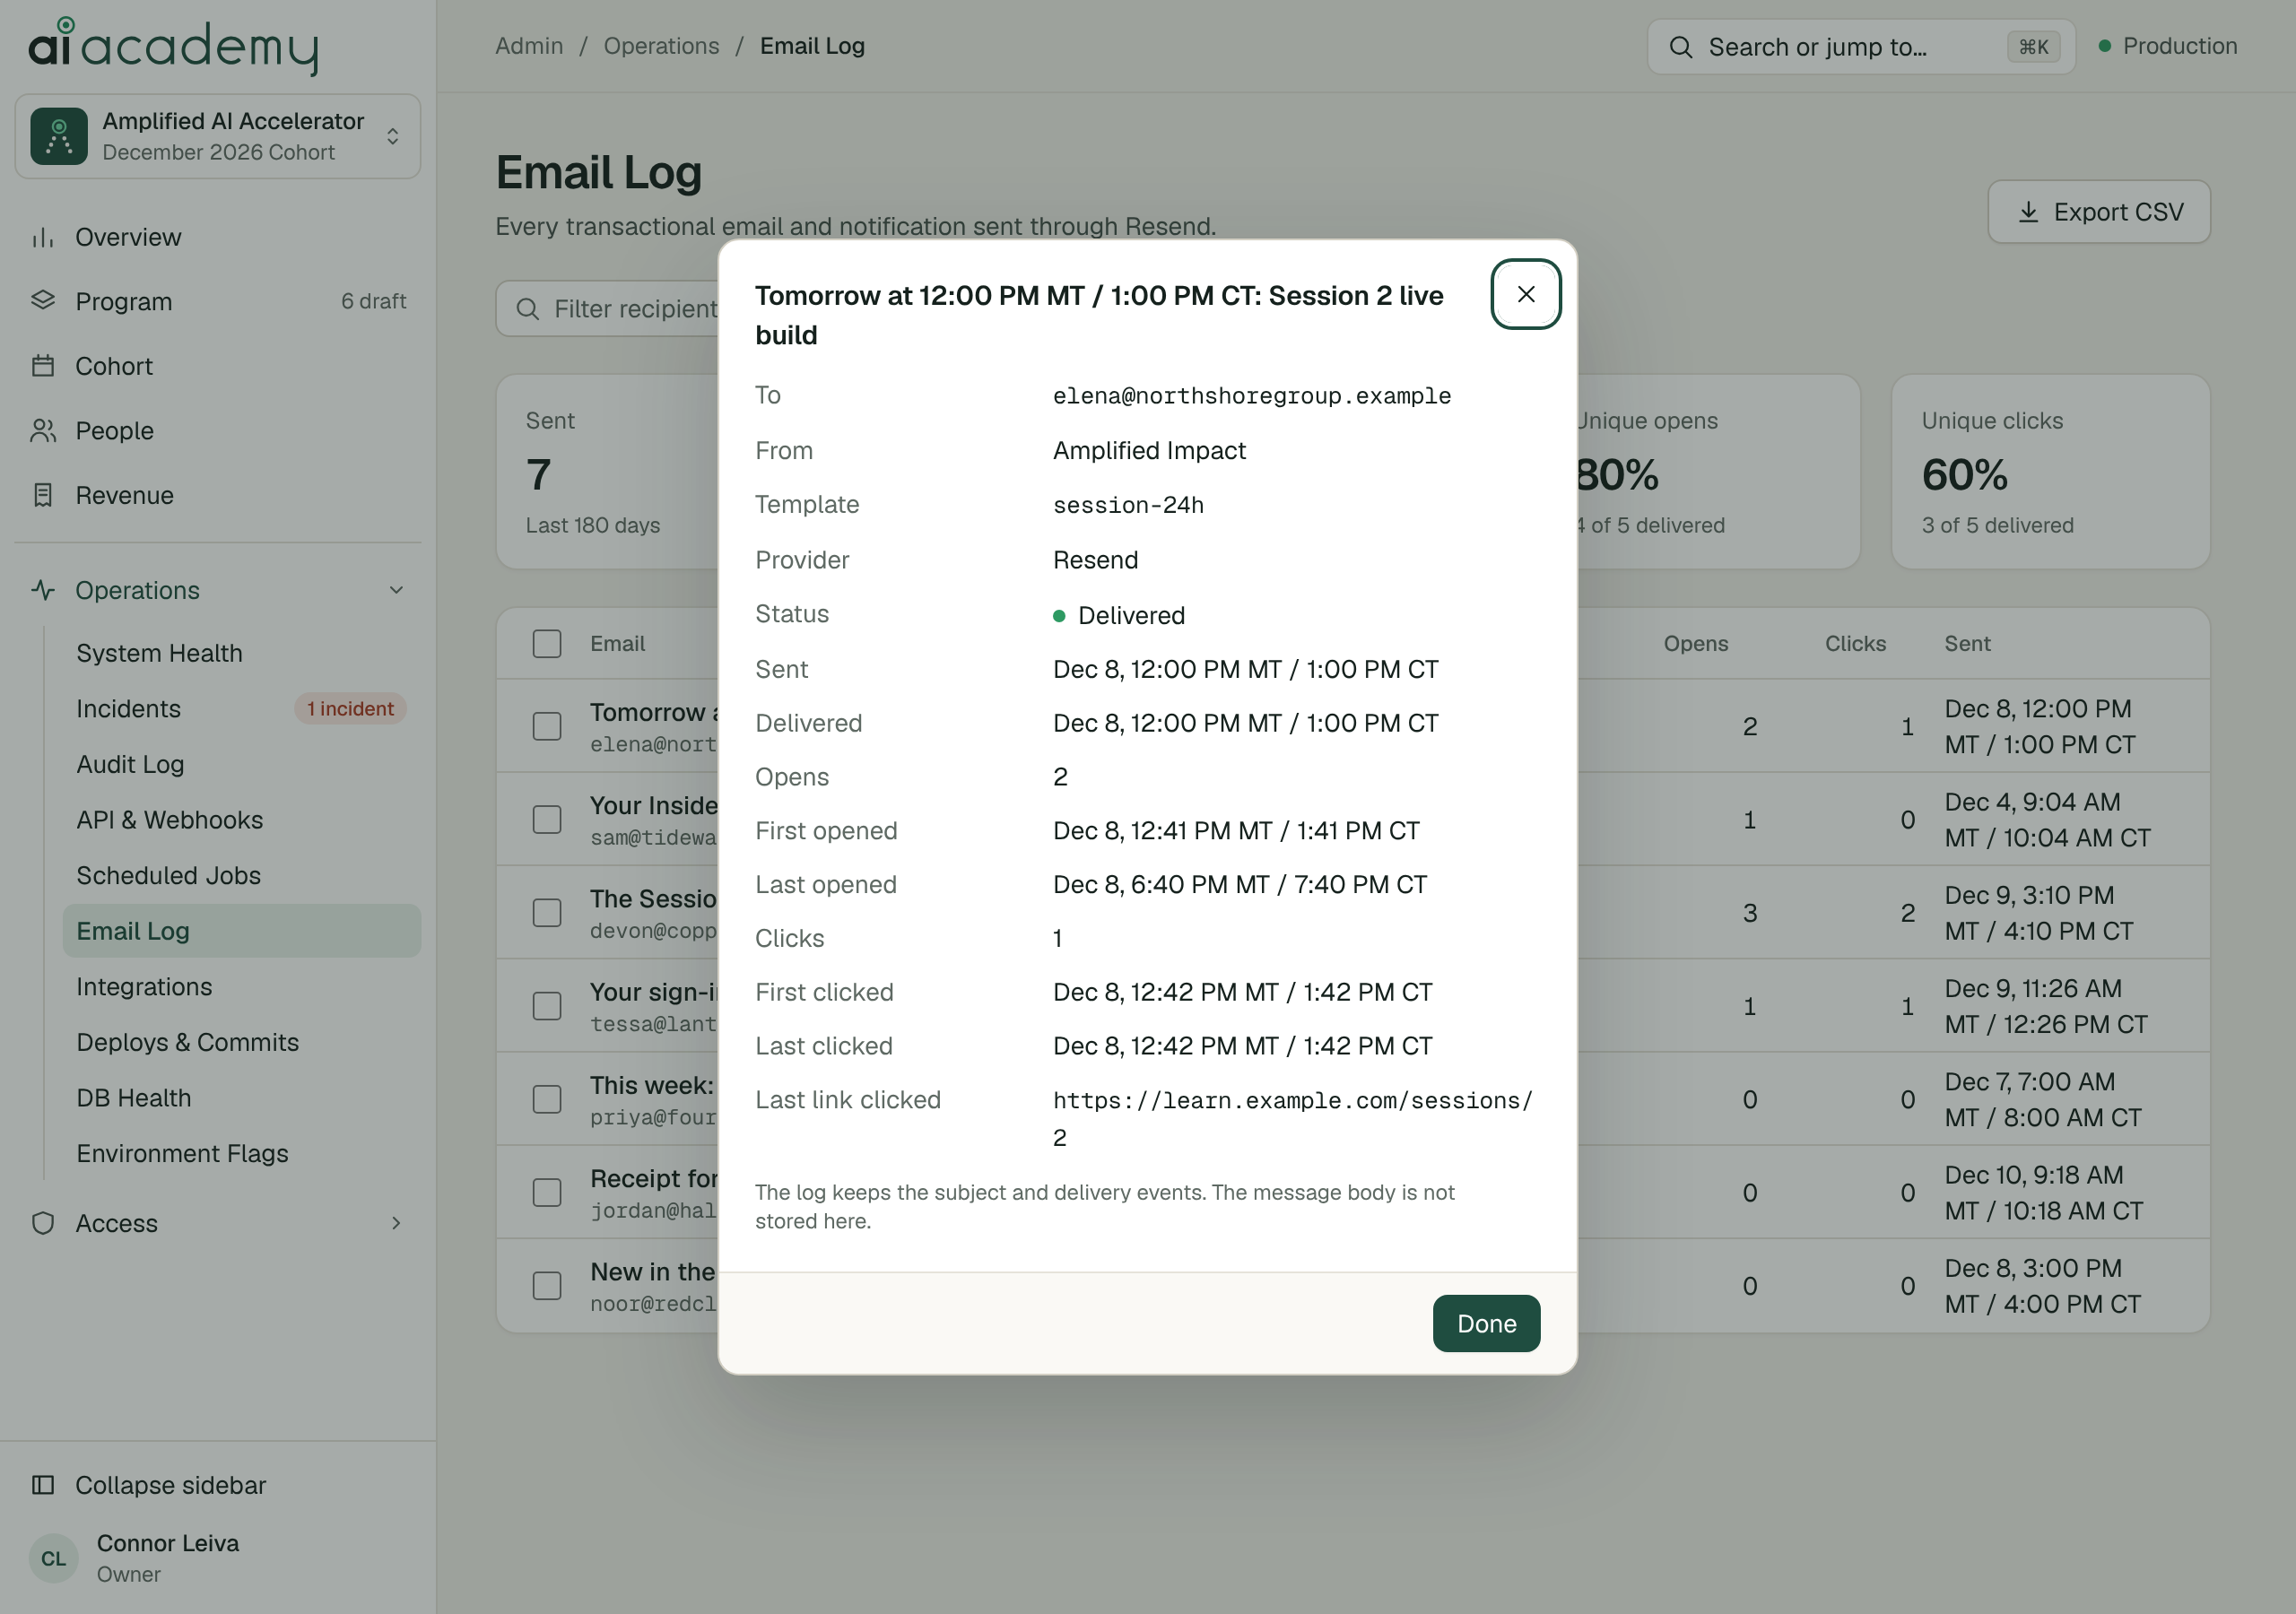 ai academy
Amplified AI Accelerator
December 2026 Cohort
Overview
Program
6 draft
Cohort
People
Revenue
Operations
System Health
Incidents
1 incident
Audit Log
API & Webhooks
Scheduled Jobs
Email Log
Integrations
Deploys & Commits
DB Health
Environment Flags
Access
Collapse sidebar
CL
Connor Leiva
Owner
Admin / Operations / Email Log
Search or jump to...
⌘K
Production
Email Log
Every transactional email and notification sent through Resend.
Export CSV
Filter recipient
Sent
7
Last 180 days
Unique opens
80%
4 of 5 delivered
Unique clicks
60%
3 of 5 delivered
Email
Opens
Clicks
Sent
Tomorrow
elena@nort
2
1
Dec 8, 12:00 PM
MT / 1:00 PM CT
Your Inside
sam@tidewa
1
0
Dec 4, 9:04 AM
MT / 10:04 AM CT
The Sessio
devon@copp
3
2
Dec 9, 3:10 PM
MT / 4:10 PM CT
Your sign-i
tessa@lant
1
1
Dec 9, 11:26 AM
MT / 12:26 PM CT
This week:
priya@four
0
0
Dec 7, 7:00 AM
MT / 8:00 AM CT
Receipt for
jordan@hal
0
0
Dec 10, 9:18 AM
MT / 10:18 AM CT
New in the
noor@redcl
0
0
Dec 8, 3:00 PM
MT / 4:00 PM CT
Tomorrow at 12:00 PM MT / 1:00 PM CT: Session 2 live
build
To
elena@northshoregroup.example
From
Amplified Impact
Template
session-24h
Provider
Resend
Status
Delivered
Sent
Dec 8, 12:00 PM MT / 1:00 PM CT
Delivered
Dec 8, 12:00 PM MT / 1:00 PM CT
Opens
2
First opened
Dec 8, 12:41 PM MT / 1:41 PM CT
Last opened
Dec 8, 6:40 PM MT / 7:40 PM CT
Clicks
1
First clicked
Dec 8, 12:42 PM MT / 1:42 PM CT
Last clicked
Dec 8, 12:42 PM MT / 1:42 PM CT
Last link clicked
https://learn.example.com/sessions/
2
The log keeps the subject and delivery events. The message body is not
stored here.
Done